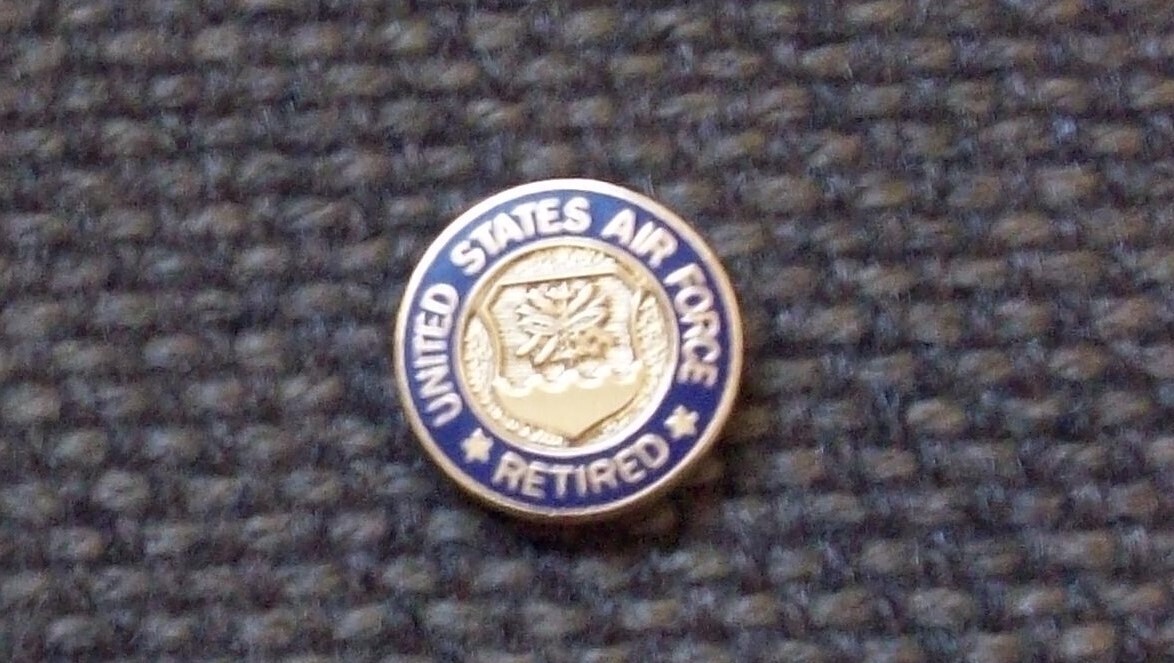 UNITED STATES AIR FORCE
RETIRED